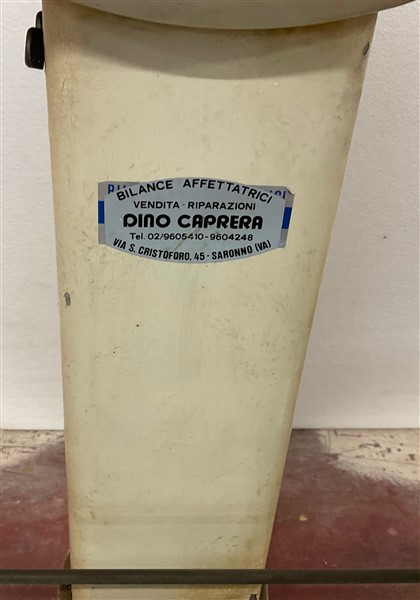 BILANCE AFFETTATRICI
VENDITA - RIPARAZIONI
DINO CAPRERA
Tel. 02/9605410-9604248
VIA S. CRISTOFORO, 45 - SARONNO (VA)